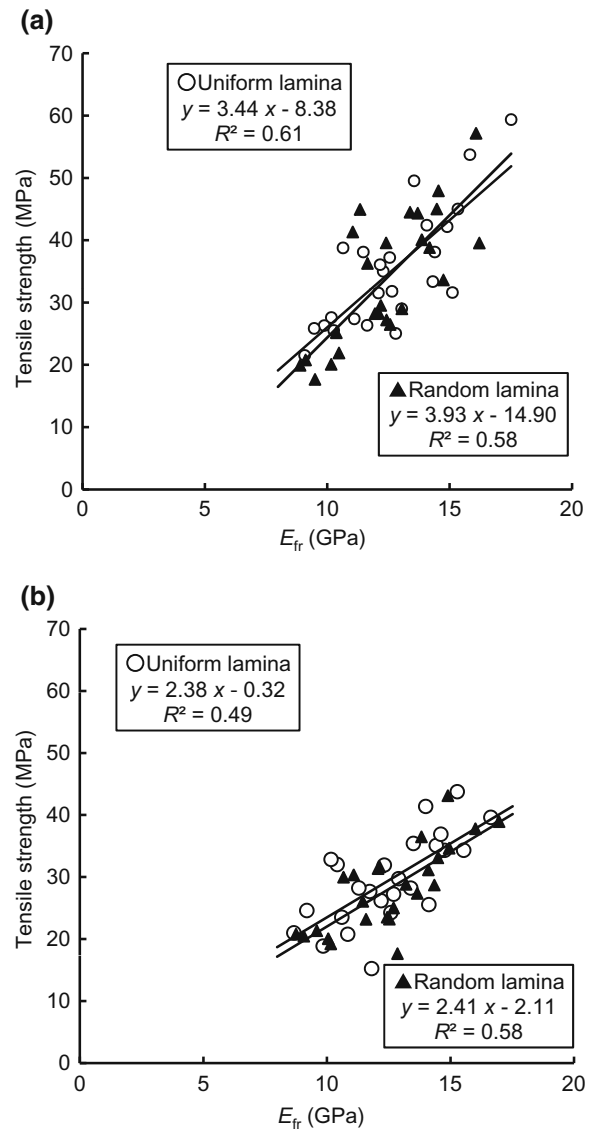 (a)
70
60
50
40
30
20
10
0
Tensile strength (MPa)
○Uniform lamina
y = 3.44 x - 8.38
R² = 0.61
▲Random lamina
y = 3.93 x - 14.90
R² = 0.58
0 5 10 15 20
Efr (GPa)
(b)
70
60
50
40
30
20
10
0
Tensile strength (MPa)
○Uniform lamina
y = 2.38 x - 0.32
R² = 0.49
▲Random lamina
y = 2.41 x - 2.11
R² = 0.58
0 5 10 15 20
Efr (GPa)